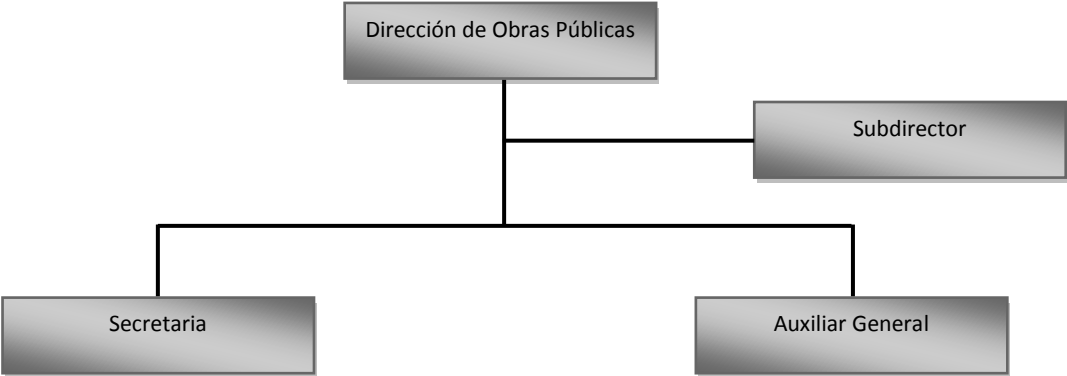 Dirección de Obras Públicas
Subdirector
Secretaria
Auxiliar General